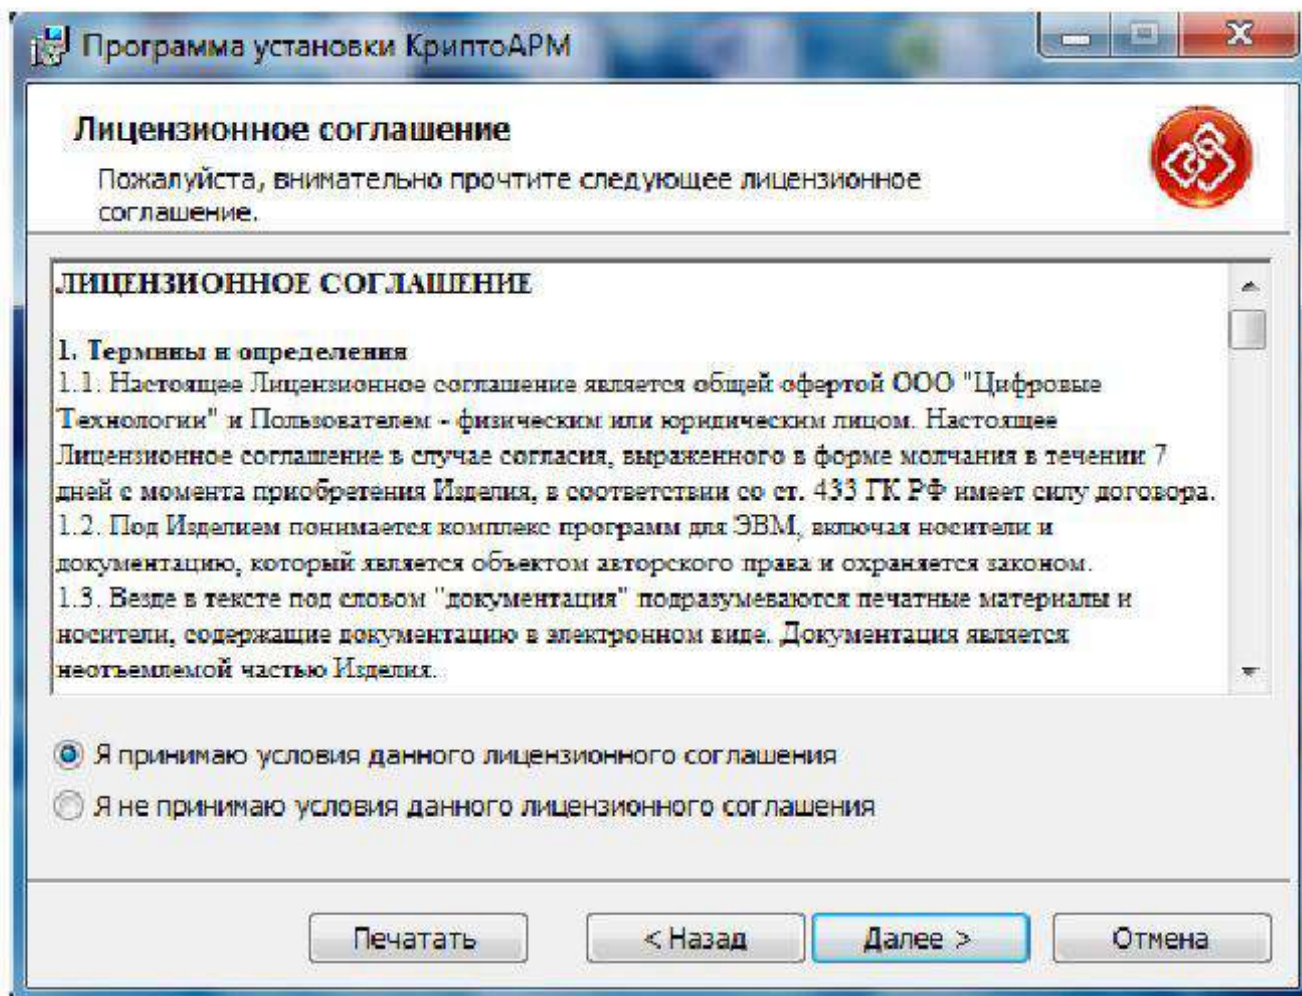 Программа установки КриптоАРМ
Лицензионное соглашение
Пожалуйста, внимательно прочтите следующее лицензионное
соглашение.
ЛИЦЕНЗИОННОЕ СОГЛАШЕНИЕ
1. Термины и определения
1.1. Настоящее Лицензионное соглашение является общей офертой ООО "Цифровые
Технологии" и Пользователем - физическим или юридическим лицом. Настоящее
Лицензионное соглашение в случае согласия, выраженного в форме молчания в течении 7
дней с момента приобретения Изделия, в соответствии со ст. 433 ГК РФ имеет силу договора.
1.2. Под Изделием понимается комплекс программ для ЭВМ, включая носители и
документацию, который является объектом авторского права и охраняется законом.
1.3. Везде в тексте под словом "документация" подразумеваются печатные материалы и
носители, содержащие документацию в электронном виде. Документация является
неотъемлемой частью Изделия.
Я принимаю условия данного лицензионного соглашения
Я не принимаю условия данного лицензионного соглашения
Печатать < Назад Далее > Отмена